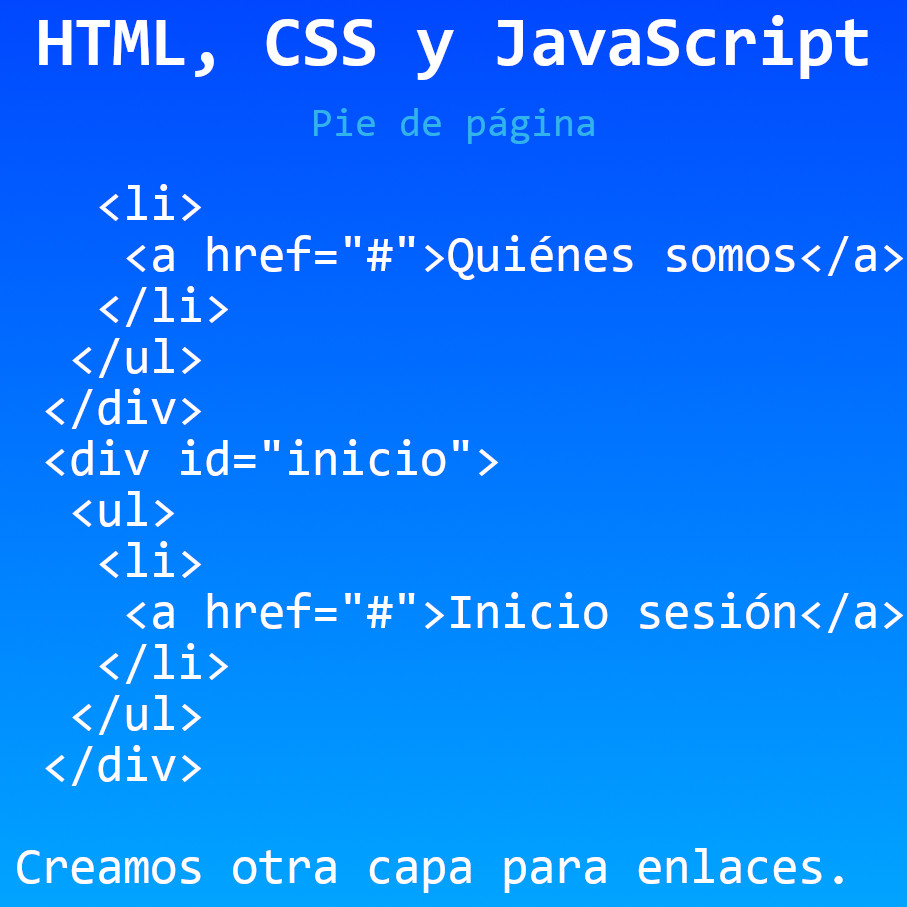 HTML, CSS y JavaScript
Pie de página
<li>
<a href="#">Quiénes somos</a>
</li>
</ul>
</div>
<div id="inicio">
<ul>
<li>
<a href="#">Inicio sesión</a>
</li>
</ul>
</div>
Creamos otra capa para enlaces.